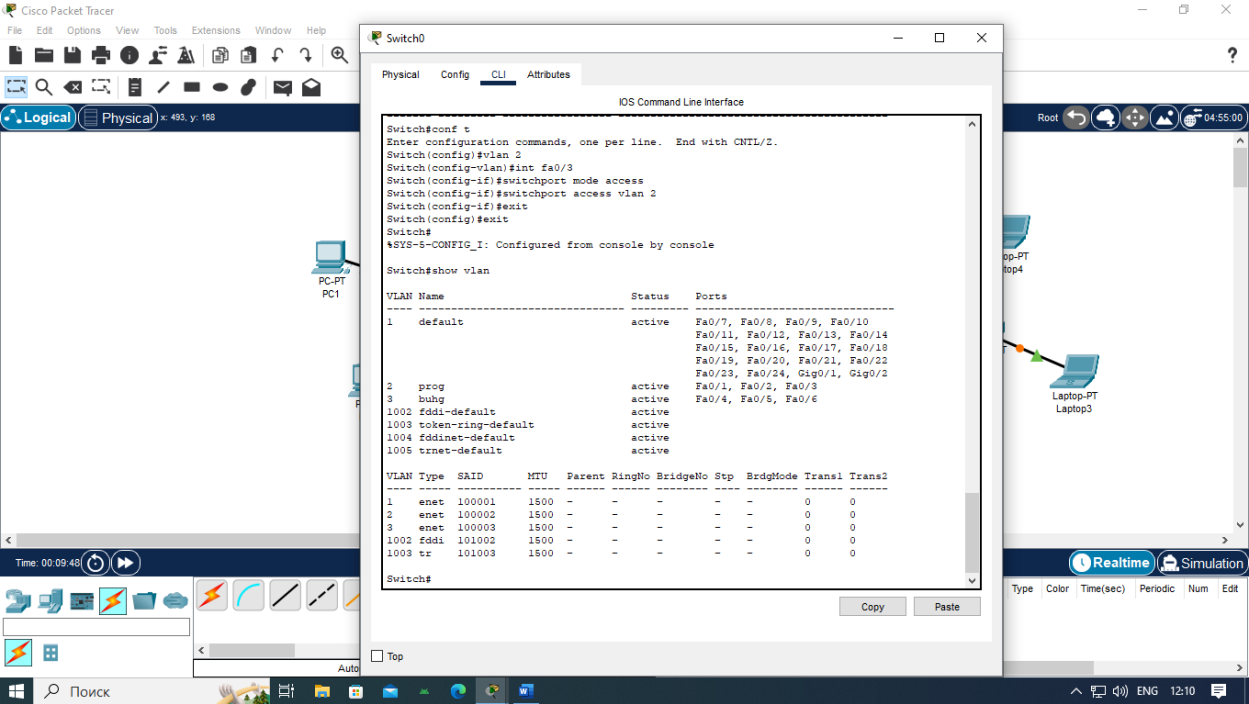 Cisco Packet Tracer
File Edit Options View Tools Extensions Window Help
?
Logical Physical x: 493, y: 168
Root 04:55:00
PC-PT
PC1
op-PT
top4
Laptop-PT
Laptop3
Switch0
Physical Config CLI Attributes
IOS Command Line Interface
Switch#conf t
Enter configuration commands, one per line. End with CNTL/Z.
Switch(config)#vlan 2
Switch(config-vlan)#int fa0/3
Switch(config-if)#switchport mode access
Switch(config-if)#switchport access vlan 2
Switch(config-if)#exit
Switch(config)#exit
Switch#
%SYS-5-CONFIG_I: Configured from console by console
Switch#show vlan
VLAN Name Status Ports
---- -------------------------------- --------- -------------------------------
1 default active Fa0/7, Fa0/8, Fa0/9, Fa0/10
Fa0/11, Fa0/12, Fa0/13, Fa0/14
Fa0/15, Fa0/16, Fa0/17, Fa0/18
Fa0/19, Fa0/20, Fa0/21, Fa0/22
Fa0/23, Fa0/24, Gig0/1, Gig0/2
2 prog active Fa0/1, Fa0/2, Fa0/3
3 buhg active Fa0/4, Fa0/5, Fa0/6
1002 fddi-default active
1003 token-ring-default active
1004 fddinet-default active
1005 trnet-default active
VLAN Type SAID MTU Parent RingNo BridgeNo Stp BrdgMode Trans1 Trans2
---- ----- ---------- ----- ------ ------ -------- ---- -------- ------ ------
1 enet 100001 1500 - - - - - 0 0
2 enet 100002 1500 - - - - - 0 0
3 enet 100003 1500 - - - - - 0 0
1002 fddi 101002 1500 - - - - - 0 0
1003 tr 101003 1500 - - - - - 0 0
Switch#
Copy Paste
Top
Time: 00:09:48
Realtime Simulation
Type Color Time(sec) Periodic Num Edit
Auto
Поиск
ENG 12:10